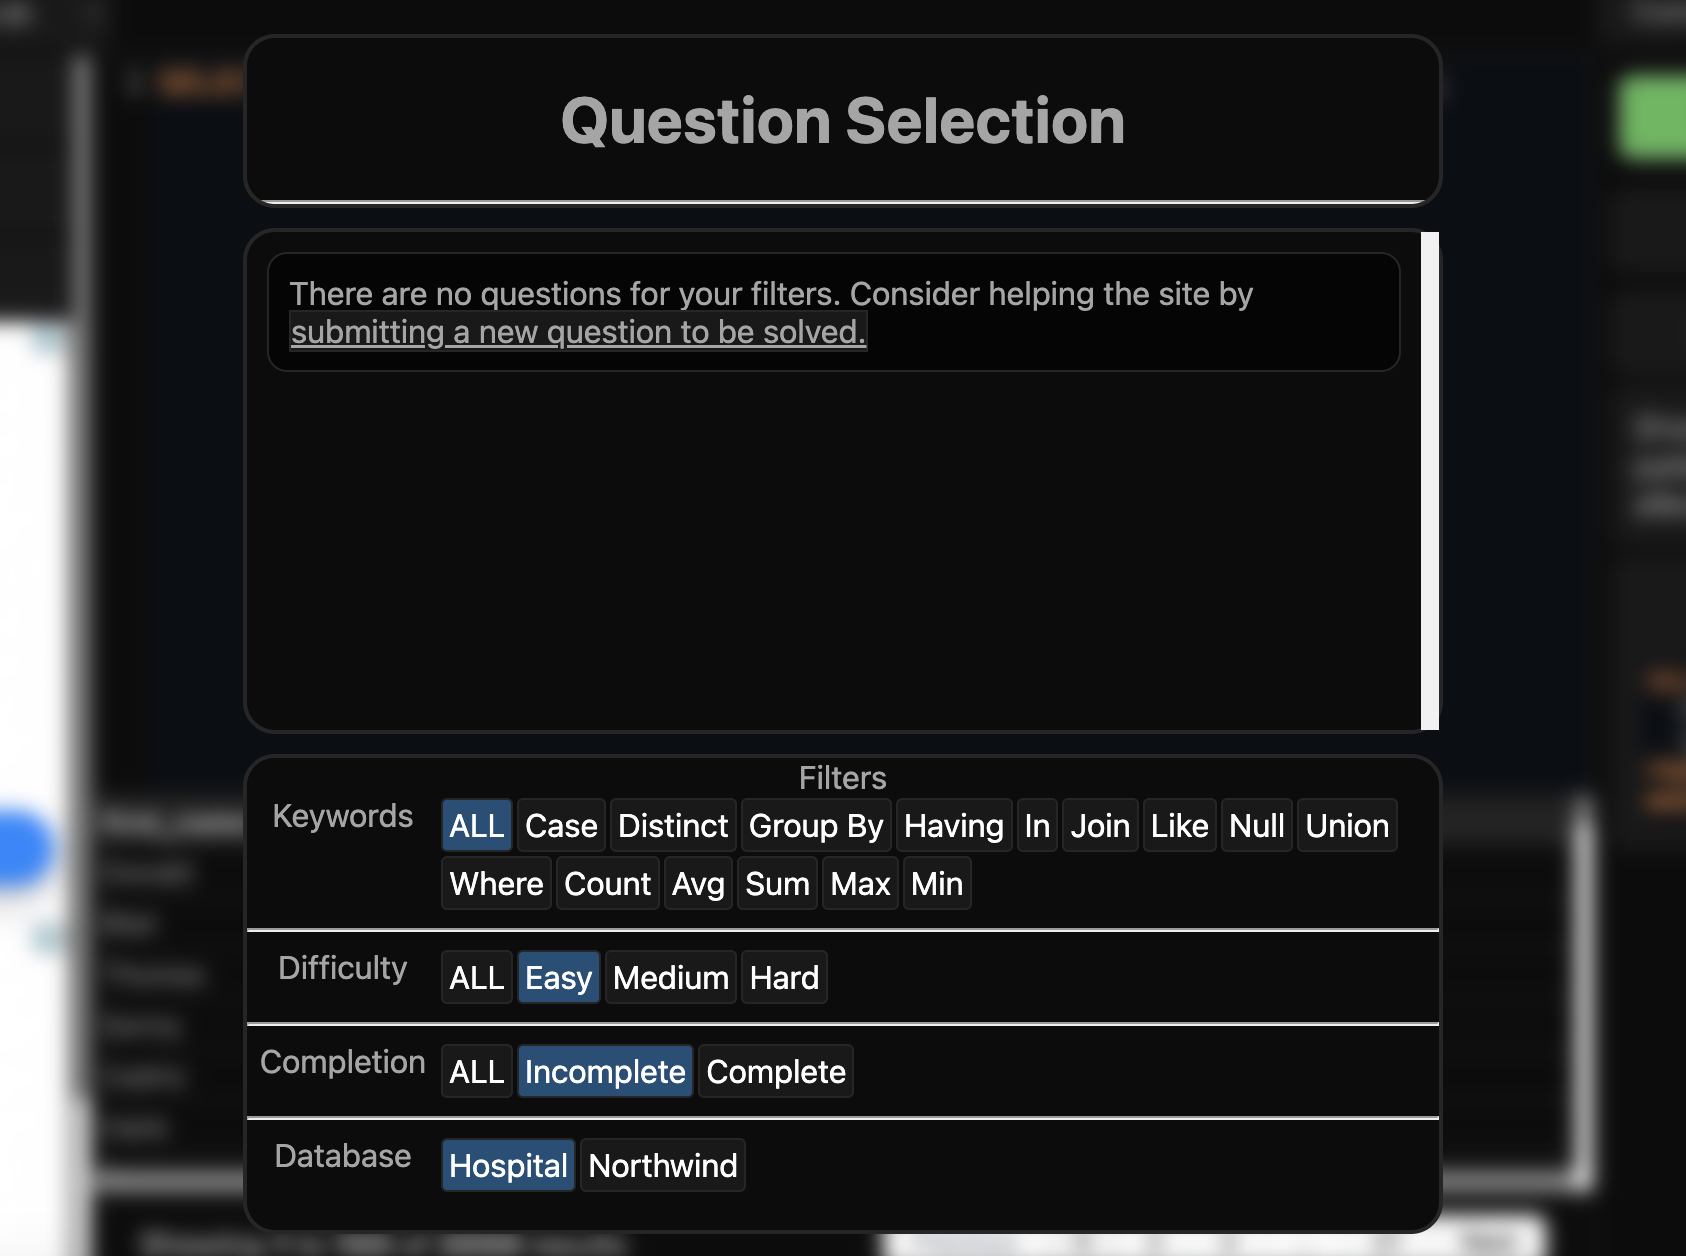 Question Selection
There are no questions for your filters. Consider helping the site by
submitting a new question to be solved.
Filters
Keywords ALL Case Distinct Group By Having In Join Like Null Union
Where Count Avg Sum Max Min
Difficulty ALL Easy Medium Hard
Completion ALL Incomplete Complete
Database Hospital Northwind